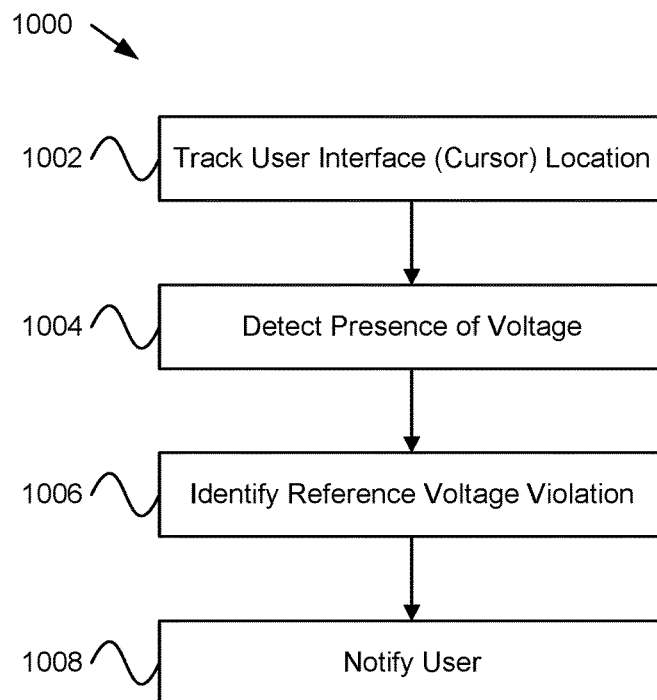 1000
1002 Track User Interface (Cursor) Location
1004 Detect Presence of Voltage
1006 Identify Reference Voltage Violation
1008 Notify User